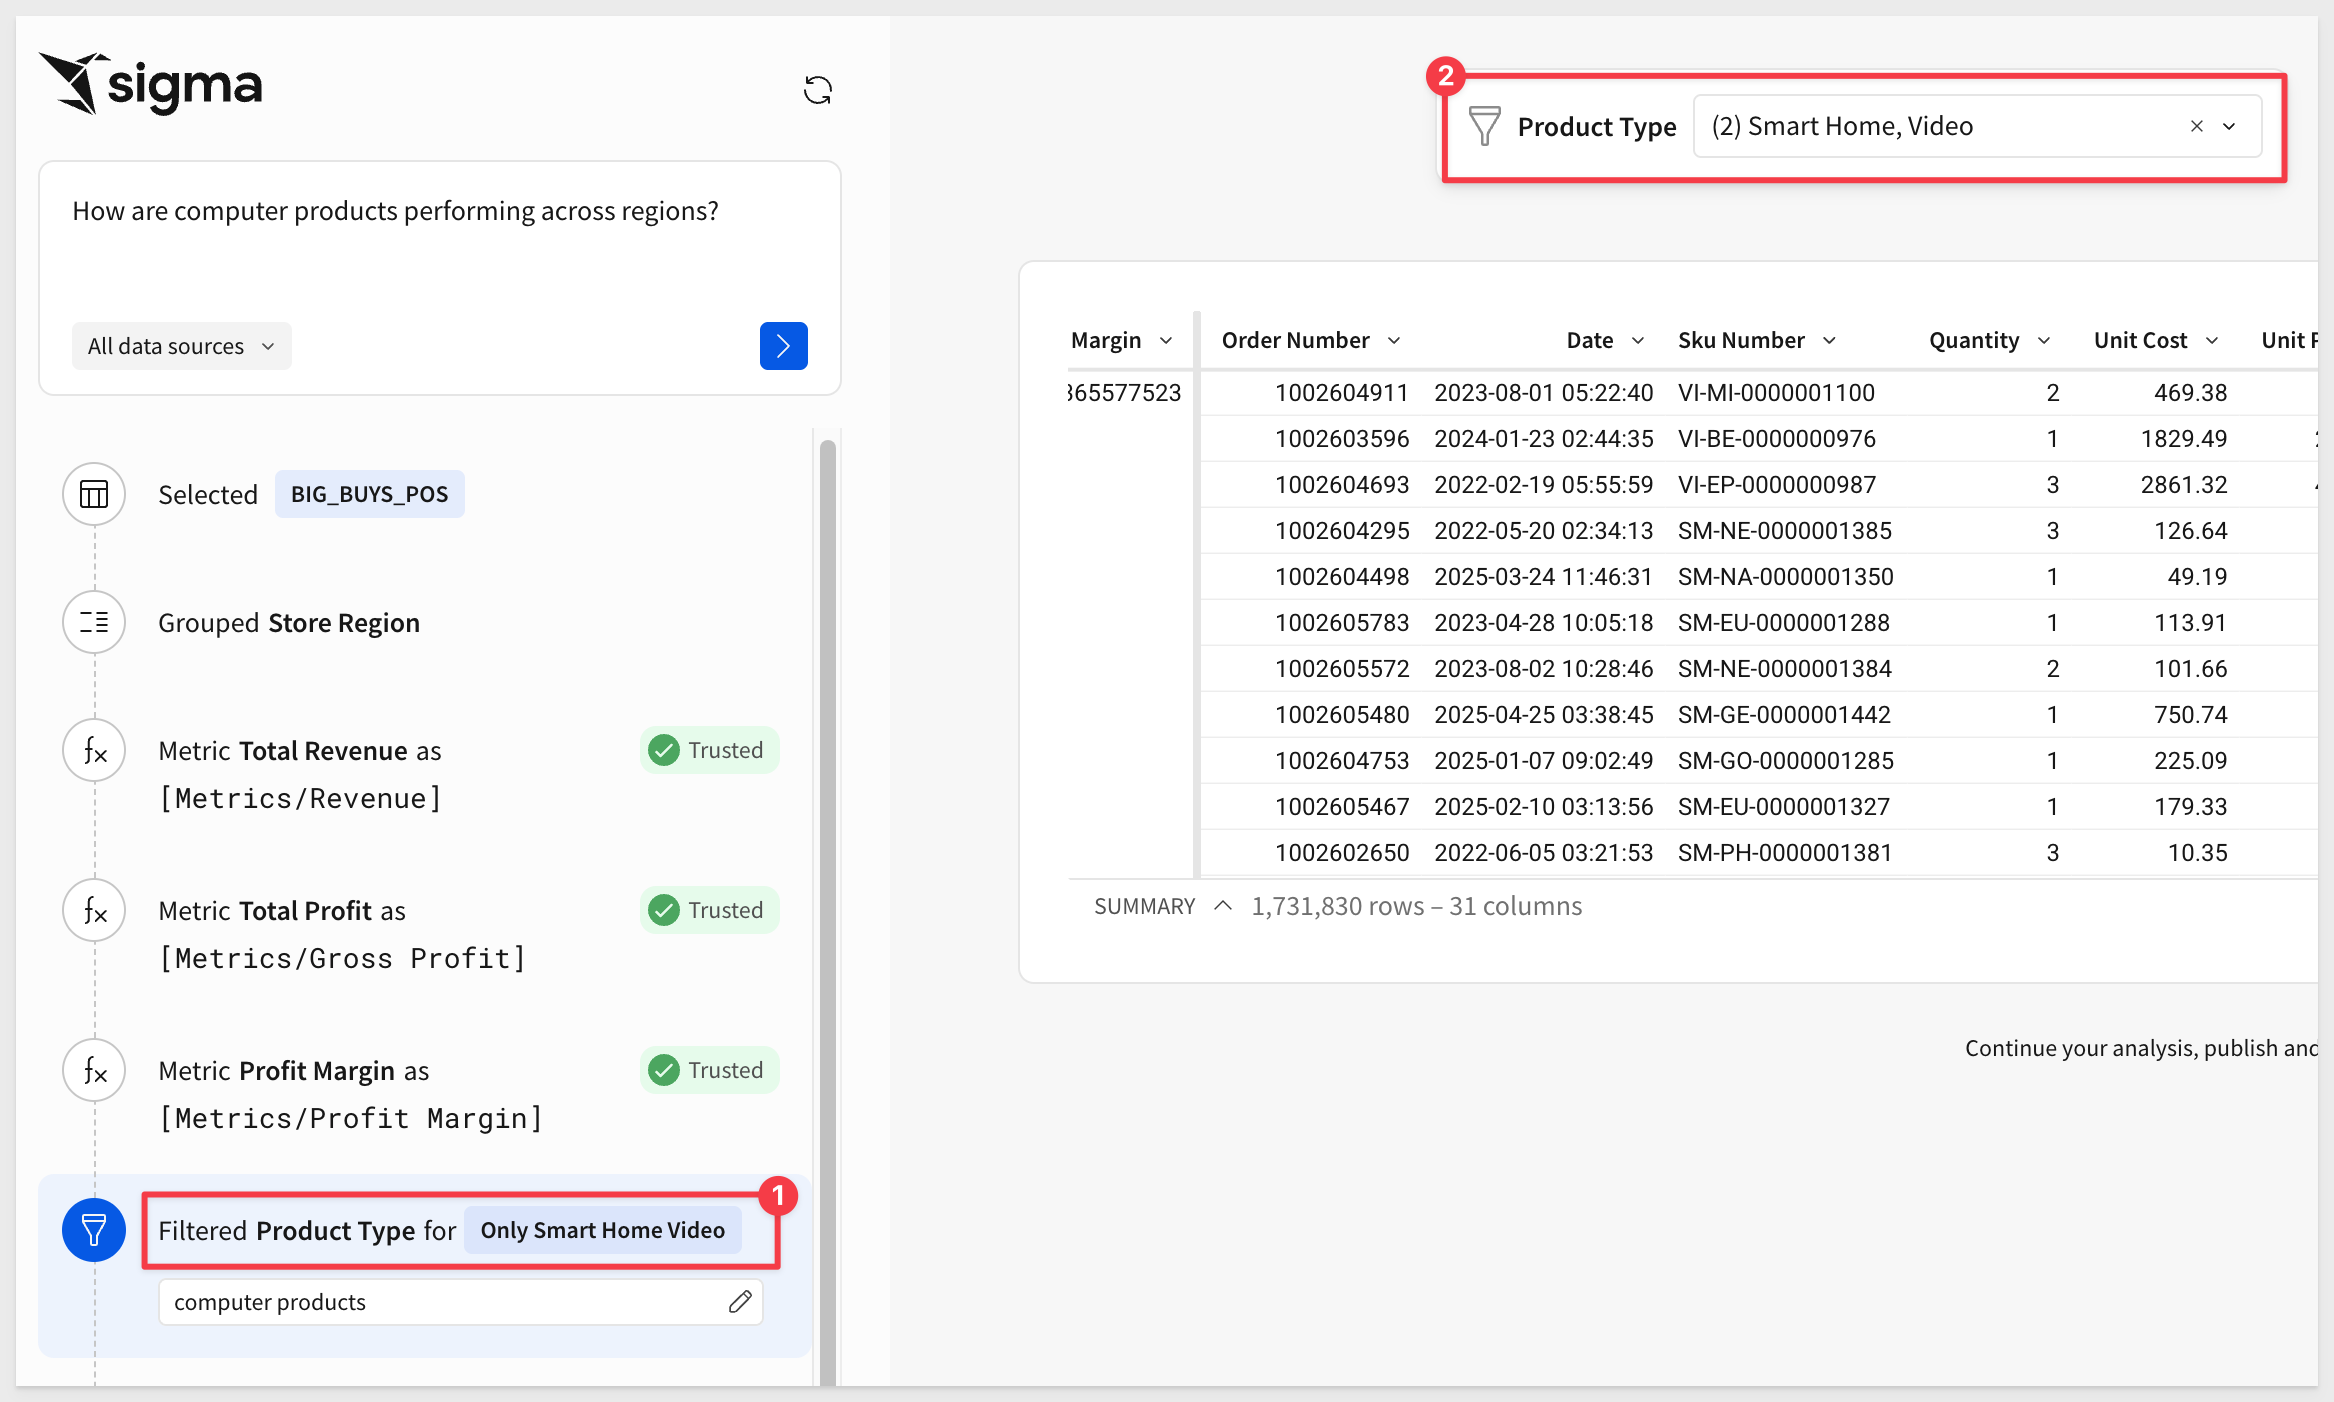 sigma
How are computer products performing across regions?
All data sources
Selected BIG_BUYS_POS
Grouped Store Region
Metric Total Revenue as Trusted
[Metrics/Revenue]
Metric Total Profit as Trusted
[Metrics/Gross Profit]
Metric Profit Margin as Trusted
[Metrics/Profit Margin]
1
Filtered Product Type for Only Smart Home Video
computer products
2
Product Type (2) Smart Home, Video
Margin Order Number Date Sku Number Quantity Unit Cost Unit
65577523 1002604911 2023-08-01 05:22:40 VI-MI-0000001100 2 469.38
1002603596 2024-01-23 02:44:35 VI-BE-0000000976 1 1829.49
1002604693 2022-02-19 05:55:59 VI-EP-0000000987 3 2861.32
1002604295 2022-05-20 02:34:13 SM-NE-0000001385 3 126.64
1002604498 2025-03-24 11:46:31 SM-NA-0000001350 1 49.19
1002605783 2023-04-28 10:05:18 SM-EU-0000001288 1 113.91
1002605572 2023-08-02 10:28:46 SM-NE-0000001384 2 101.66
1002605480 2025-04-25 03:38:45 SM-GE-0000001442 1 750.74
1002604753 2025-01-07 09:02:49 SM-GO-0000001285 1 225.09
1002605467 2025-02-10 03:13:56 SM-EU-0000001327 1 179.33
1002602650 2022-06-05 03:21:53 SM-PH-0000001381 3 10.35
SUMMARY 1,731,830 rows – 31 columns
Continue your analysis, publish and